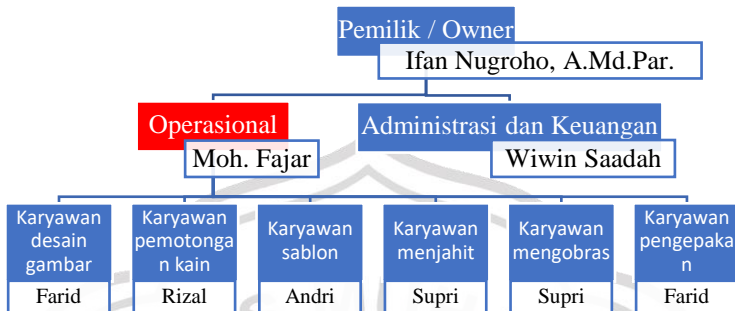 Pemilik / Owner
Ifan Nugroho, A.Md.Par.
Operasional
Moh. Fajar
Administrasi dan Keuangan
Wiwin Saadah
Karyawan
desain
gambar
Farid
Karyawan
pemotonga
n kain
Rizal
Karyawan
sablon
Andri
Karyawan
menjahit
Supri
Karyawan
mengobras
Supri
Karyawan
pengepaka
n
Farid